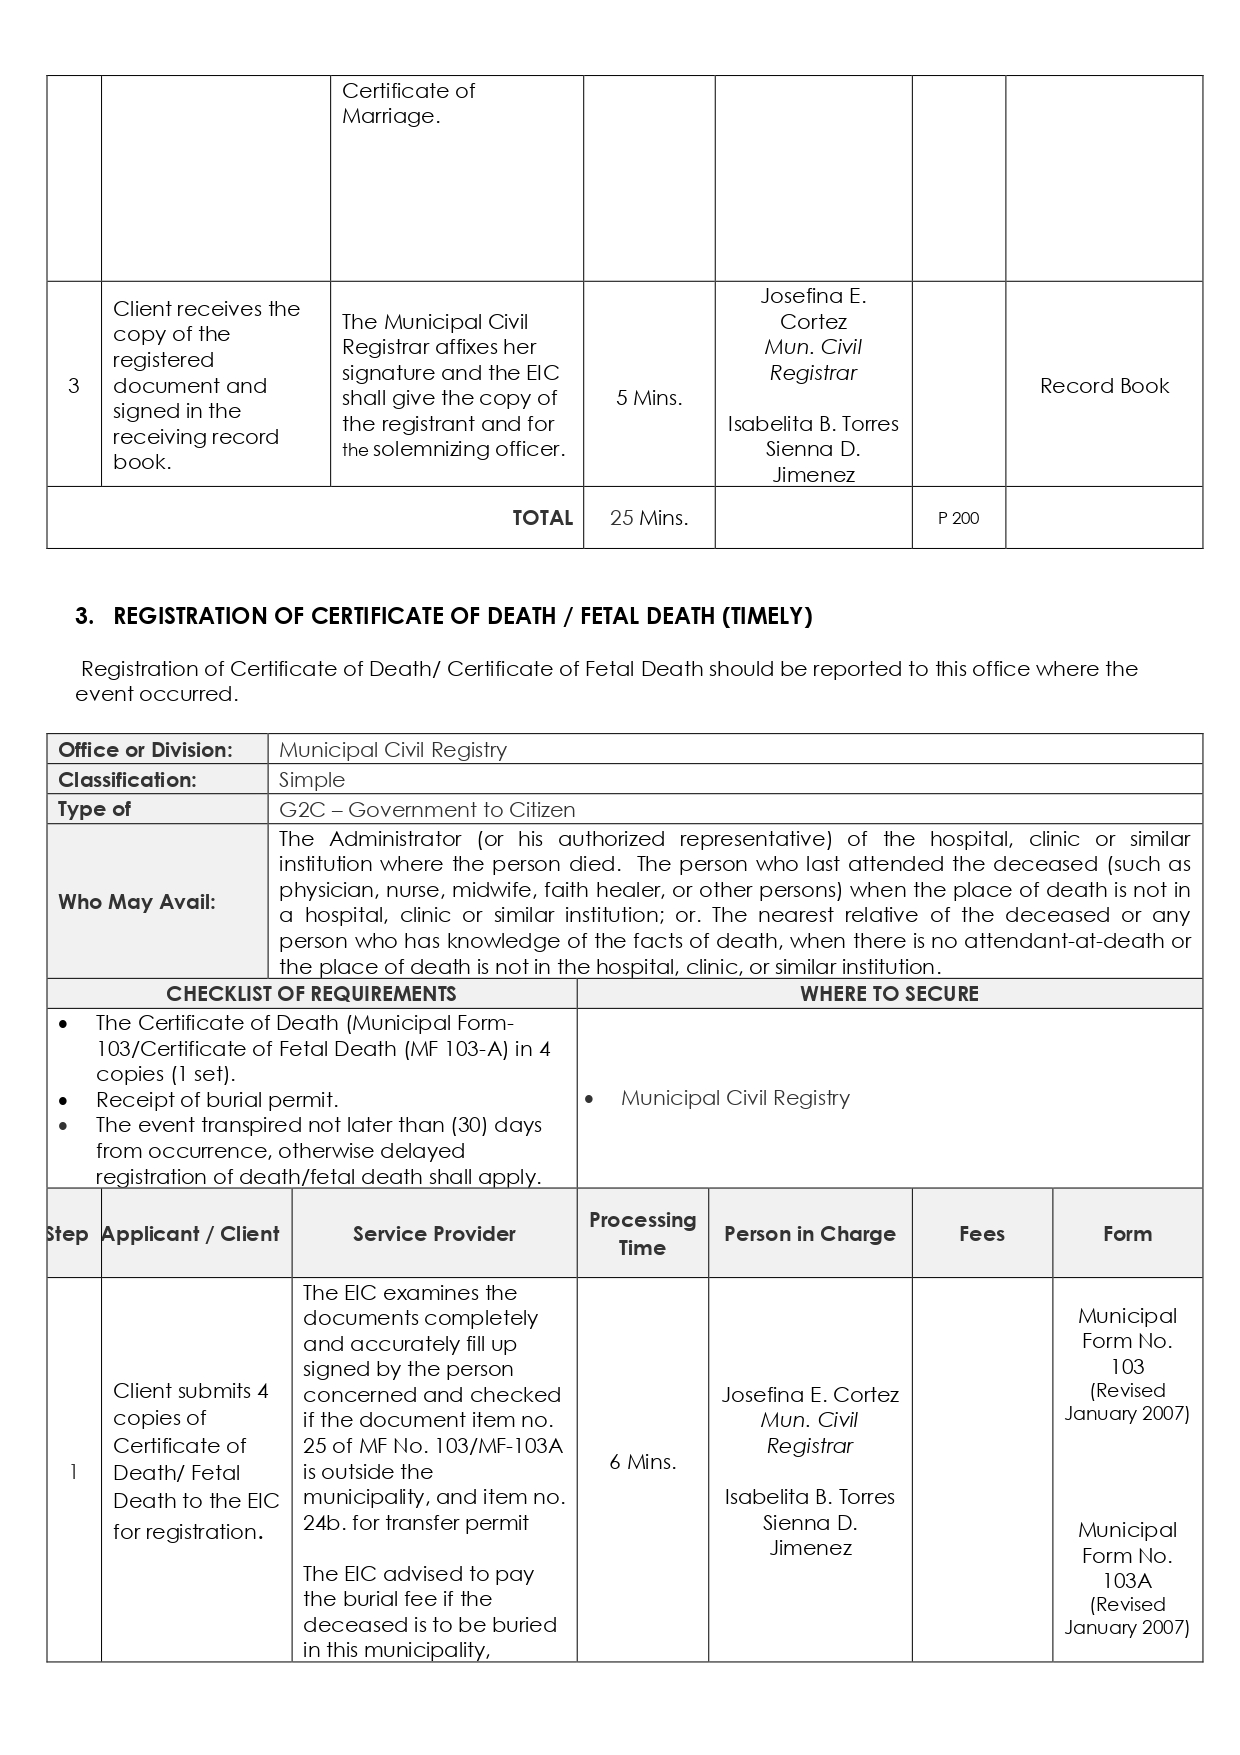 Certificate of
Marriage.
3
Client receives the
copy of the
registered
document and
signed in the
receiving record
book.
The Municipal Civil
Registrar affixes her
signature and the EIC
shall give the copy of
the registrant and for
the solemnizing officer.
5 Mins.
Josefina E.
Cortez
Mun. Civil
Registrar
Isabelita B. Torres
Sienna D.
Jimenez
Record Book
TOTAL
25 Mins.
P 200
3. REGISTRATION OF CERTIFICATE OF DEATH / FETAL DEATH (TIMELY)
Registration of Certificate of Death/ Certificate of Fetal Death should be reported to this office where the
event occurred.
Office or Division:
Municipal Civil Registry
Classification:
Simple
Type of
G2C – Government to Citizen
Who May Avail:
The Administrator (or his authorized representative) of the hospital, clinic or similar
institution where the person died. The person who last attended the deceased (such as
physician, nurse, midwife, faith healer, or other persons) when the place of death is not in
a hospital, clinic or similar institution; or. The nearest relative of the deceased or any
person who has knowledge of the facts of death, when there is no attendant-at-death or
the place of death is not in the hospital, clinic, or similar institution.
CHECKLIST OF REQUIREMENTS
WHERE TO SECURE
• The Certificate of Death (Municipal Form-
103/Certificate of Fetal Death (MF 103-A) in 4
copies (1 set).
• Receipt of burial permit.
• The event transpired not later than (30) days
from occurrence, otherwise delayed
registration of death/fetal death shall apply.
• Municipal Civil Registry
Step
Applicant / Client
Service Provider
Processing
Time
Person in Charge
Fees
Form
1
Client submits 4
copies of
Certificate of
Death/ Fetal
Death to the EIC
for registration.
The EIC examines the
documents completely
and accurately fill up
signed by the person
concerned and checked
if the document item no.
25 of MF No. 103/MF-103A
is outside the
municipality, and item no.
24b. for transfer permit
The EIC advised to pay
the burial fee if the
deceased is to be buried
in this municipality,
6 Mins.
Josefina E. Cortez
Mun. Civil
Registrar
Isabelita B. Torres
Sienna D.
Jimenez
Municipal
Form No.
103
(Revised
January 2007)
Municipal
Form No.
103A
(Revised
January 2007)